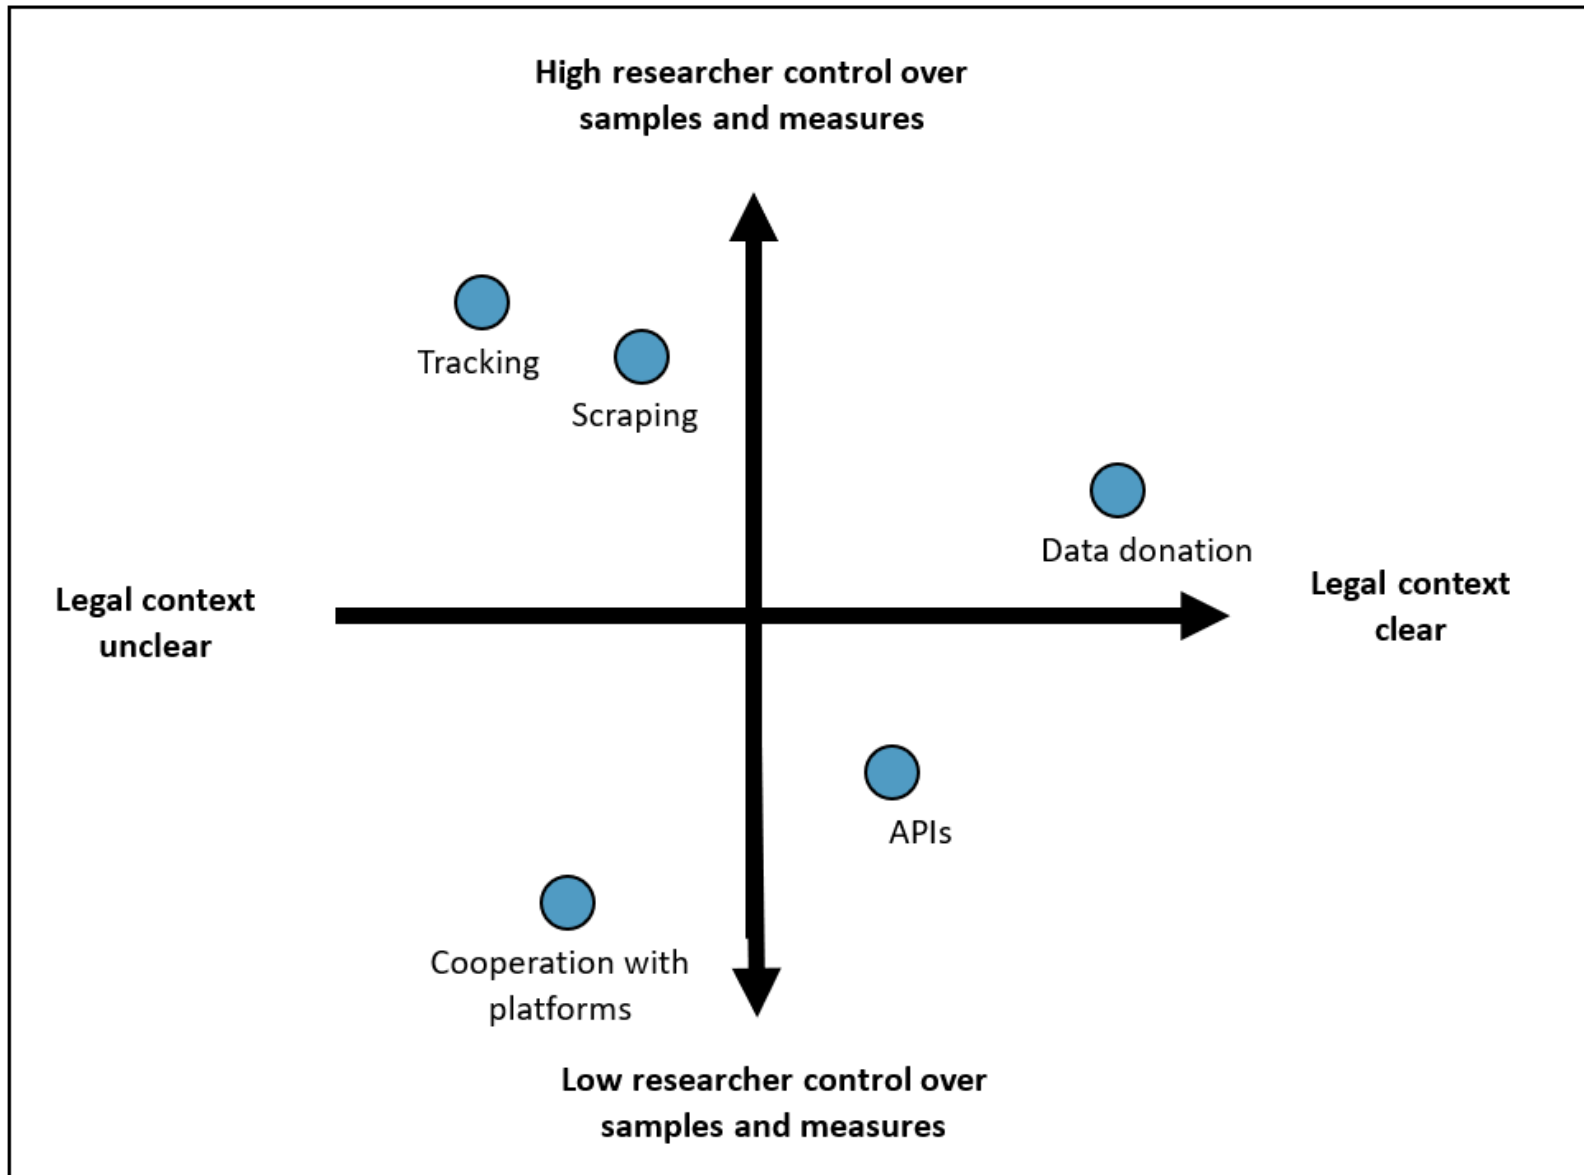 High researcher control over
samples and measures
Tracking
Scraping
Data donation
Legal context
unclear
Legal context
clear
APIs
Cooperation with
platforms
Low researcher control over
samples and measures